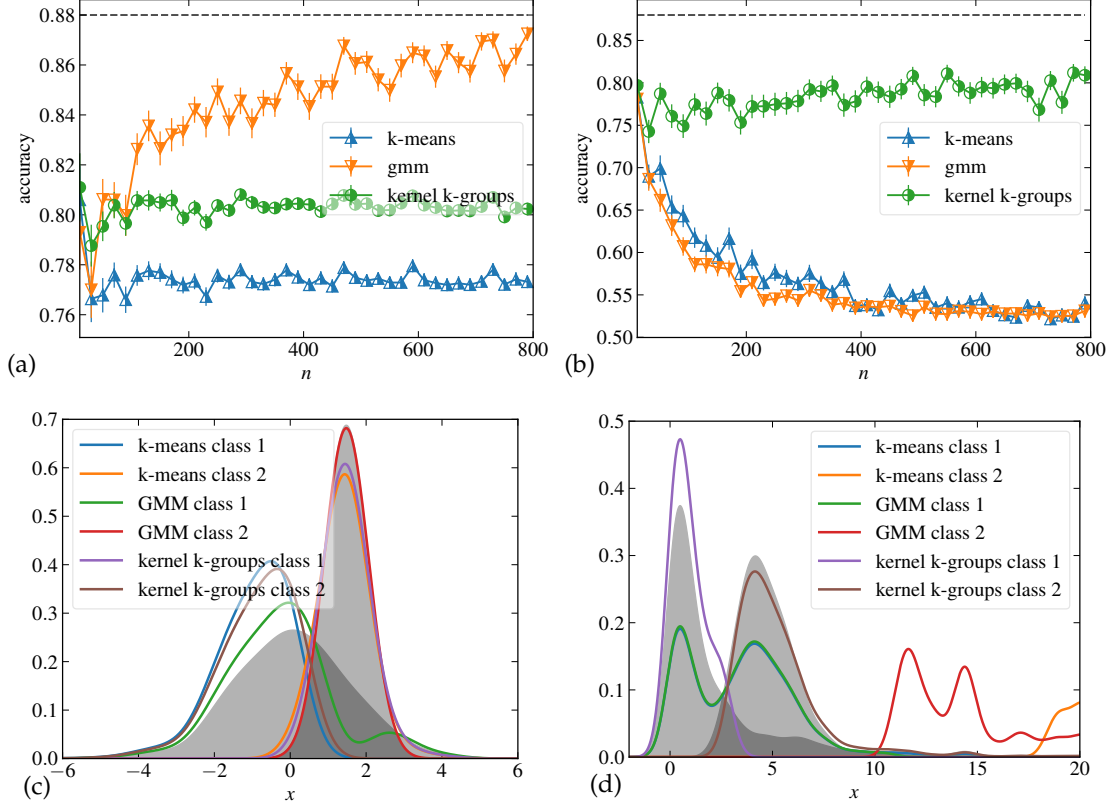 0.88
0.86
0.84
0.82
0.80
0.78
0.76
accuracy
k-means
gmm
kernel k-groups
200
400
600
800
n
(a)
0.85
0.80
0.75
0.70
0.65
0.60
0.55
0.50
accuracy
k-means
gmm
kernel k-groups
200
400
600
800
n
(b)
0.7
0.6
0.5
0.4
0.3
0.2
0.1
0.0
k-means class 1
k-means class 2
GMM class 1
GMM class 2
kernel k-groups class 1
kernel k-groups class 2
−6
−4
−2
0
2
4
6
(c)
x
0.5
0.4
0.3
0.2
0.1
0.0
k-means class 1
k-means class 2
GMM class 1
GMM class 2
kernel k-groups class 1
kernel k-groups class 2
0
5
10
15
20
(d)
x